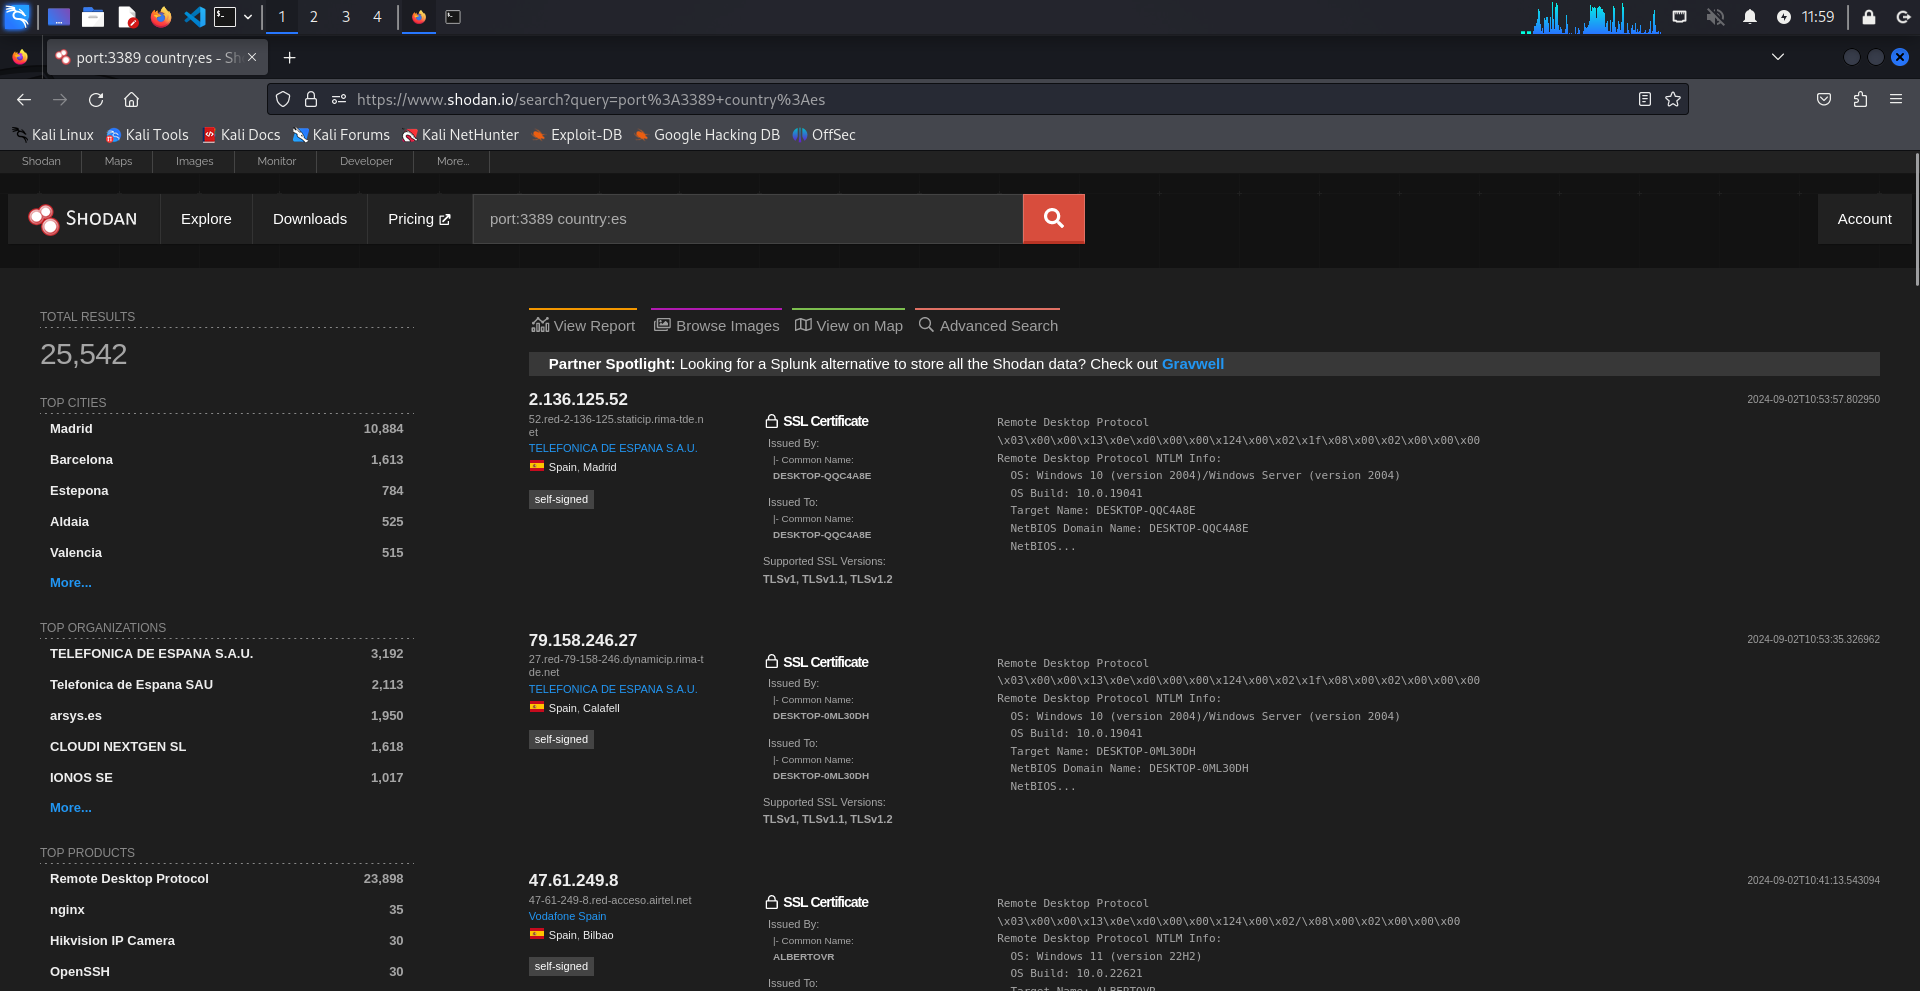 1 2 3 4
11:59
port:3389 country:es - Sh
https://www.shodan.io/search?query=port%3A3389+country%3Aes
Kali Linux Kali Tools Kali Docs Kali Forums Kali NetHunter Exploit-DB Google Hacking DB OffSec
Shodan Maps Images Monitor Developer More...
SHODAN Explore Downloads Pricing port:3389 country:es Account
TOTAL RESULTS
25,542
TOP CITIES
Madrid 10,884
Barcelona 1,613
Estepona 784
Aldaia 525
Valencia 515
More...
TOP ORGANIZATIONS
TELEFONICA DE ESPANA S.A.U. 3,192
Telefonica de Espana SAU 2,113
arsys.es 1,950
CLOUDI NEXTGEN SL 1,618
IONOS SE 1,017
More...
TOP PRODUCTS
Remote Desktop Protocol 23,898
nginx 35
Hikvision IP Camera 30
OpenSSH 30
View Report Browse Images View on Map Advanced Search
Partner Spotlight: Looking for a Splunk alternative to store all the Shodan data? Check out Gravwell
2.136.125.52
2024-09-02T10:53:57.802950
52.red-2-136-125.staticip.rima-tde.n
et
TELEFONICA DE ESPANA S.A.U.
Spain, Madrid
self-signed
SSL Certificate
Issued By:
|- Common Name:
DESKTOP-QQC4A8E
Issued To:
|- Common Name:
DESKTOP-QQC4A8E
Supported SSL Versions:
TLSv1, TLSv1.1, TLSv1.2
Remote Desktop Protocol
\x03\x00\x00\x13\x0e\xd0\x00\x00\x124\x00\x02\x1f\x08\x00\x02\x00\x00\x00
Remote Desktop Protocol NTLM Info:
OS: Windows 10 (version 2004)/Windows Server (version 2004)
OS Build: 10.0.19041
Target Name: DESKTOP-QQC4A8E
NetBIOS Domain Name: DESKTOP-QQC4A8E
NetBIOS...
79.158.246.27
2024-09-02T10:53:35.326962
27.red-79-158-246.dynamicip.rima-t
de.net
TELEFONICA DE ESPANA S.A.U.
Spain, Calafell
self-signed
SSL Certificate
Issued By:
|- Common Name:
DESKTOP-0ML30DH
Issued To:
|- Common Name:
DESKTOP-0ML30DH
Supported SSL Versions:
TLSv1, TLSv1.1, TLSv1.2
Remote Desktop Protocol
\x03\x00\x00\x13\x0e\xd0\x00\x00\x124\x00\x02\x1f\x08\x00\x02\x00\x00\x00
Remote Desktop Protocol NTLM Info:
OS: Windows 10 (version 2004)/Windows Server (version 2004)
OS Build: 10.0.19041
Target Name: DESKTOP-0ML30DH
NetBIOS Domain Name: DESKTOP-0ML30DH
NetBIOS...
47.61.249.8
2024-09-02T10:41:13.543094
47-61-249-8.red-acceso.airtel.net
Vodafone Spain
Spain, Bilbao
self-signed
SSL Certificate
Issued By:
|- Common Name:
ALBERTOVR
Issued To:
Remote Desktop Protocol
\x03\x00\x00\x13\x0e\xd0\x00\x00\x124\x00\x02/\x08\x00\x02\x00\x00\x00
Remote Desktop Protocol NTLM Info:
OS: Windows 11 (version 22H2)
OS Build: 10.0.22621
Target Name: ALBERTOVR